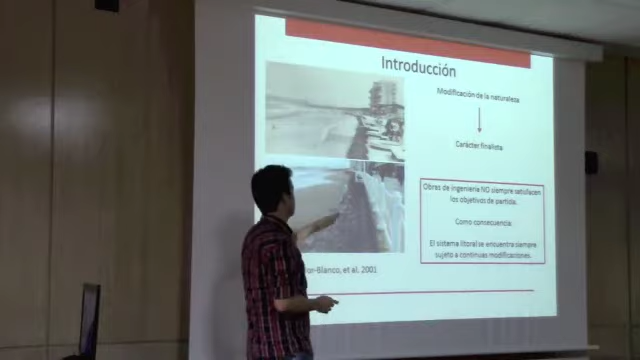 Introducción
Modificación de la naturaleza
Carácter finalista
Obras de ingeniería NO siempre satisfacen
los objetivos de partida.
Como consecuencia:
El sistema litoral se encuentra siempre
sujeto a continuas modificaciones.
Blanco, et al. 2001